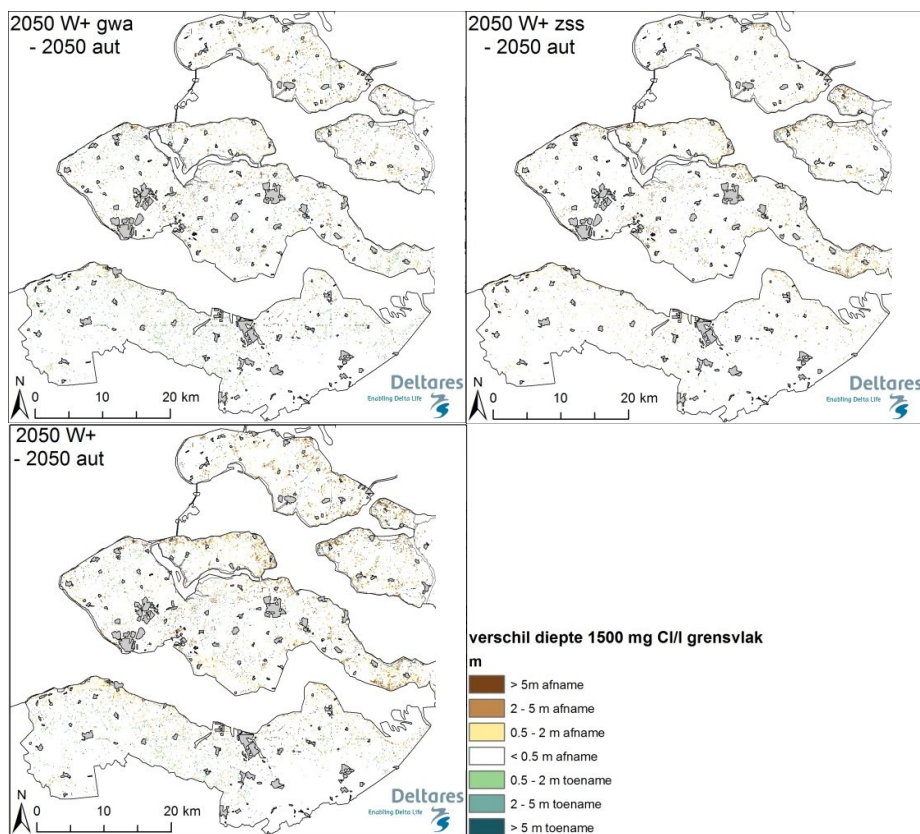 2050 W+ gwa
- 2050 aut
N
0 10 20 km
Deltares
Enabling Delta Life
2050 W+ zss
- 2050 aut
N
0 10 20 km
Deltares
Enabling Delta Life
2050 W+
- 2050 aut
N
0 10 20 km
Deltares
Enabling Delta Life
verschil diepte 1500 mg Cl/l grensvlak
m
> 5m afname
2 - 5 m afname
0.5 - 2 m afname
< 0.5 m afname
0.5 - 2 m toename
2 - 5 m toename
> 5 m toename